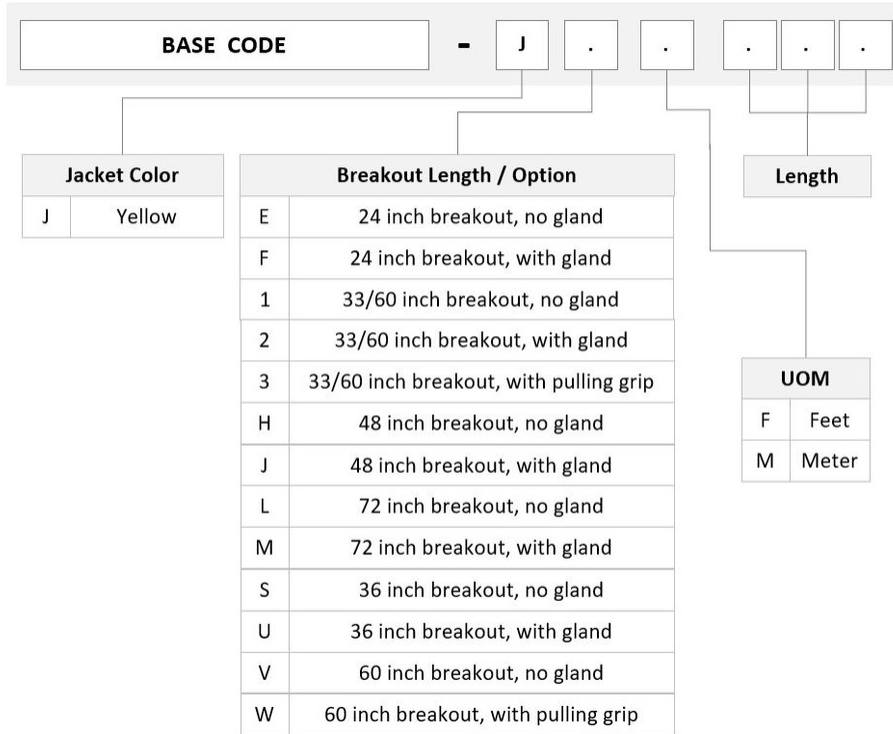 BASE CODE - J . . . . .
Jacket Color
J Yellow
Breakout Length / Option
E 24 inch breakout, no gland
F 24 inch breakout, with gland
1 33/60 inch breakout, no gland
2 33/60 inch breakout, with gland
3 33/60 inch breakout, with pulling grip
H 48 inch breakout, no gland
J 48 inch breakout, with gland
L 72 inch breakout, no gland
M 72 inch breakout, with gland
S 36 inch breakout, no gland
U 36 inch breakout, with gland
V 60 inch breakout, no gland
W 60 inch breakout, with pulling grip
Length
UOM
F Feet
M Meter